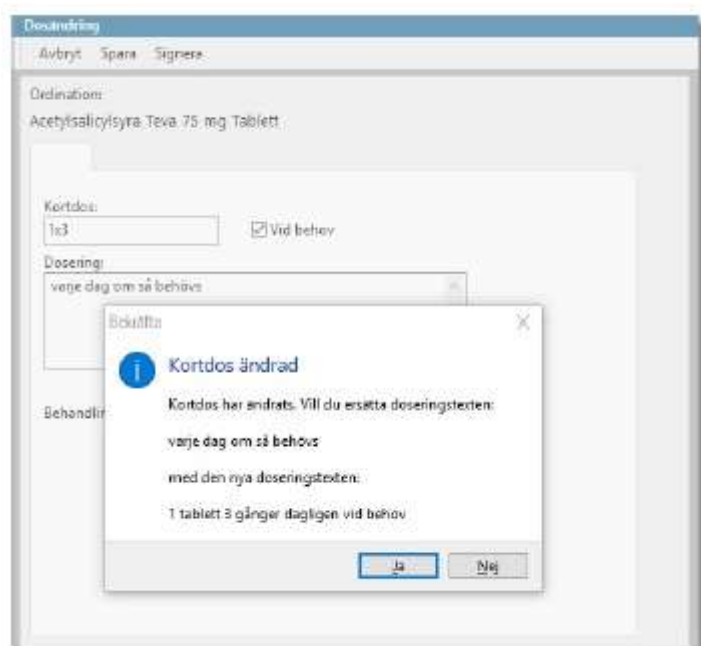 Dosändring
Avbryt Spara Signera
Ordination:
Acetylsalicylsyra Teva 75 mg Tablett
Kortdos:
1x3
Vid behov
Dosering:
varje dag om så behövs
Bekräfta
Kortdos ändrad
Kortdos har ändrats. Vill du ersätta doseringstexten:
varje dag om så behövs
med den nya doseringstexten:
1 tablett 3 gånger dagligen vid behov
Behandlin
Ja Nej